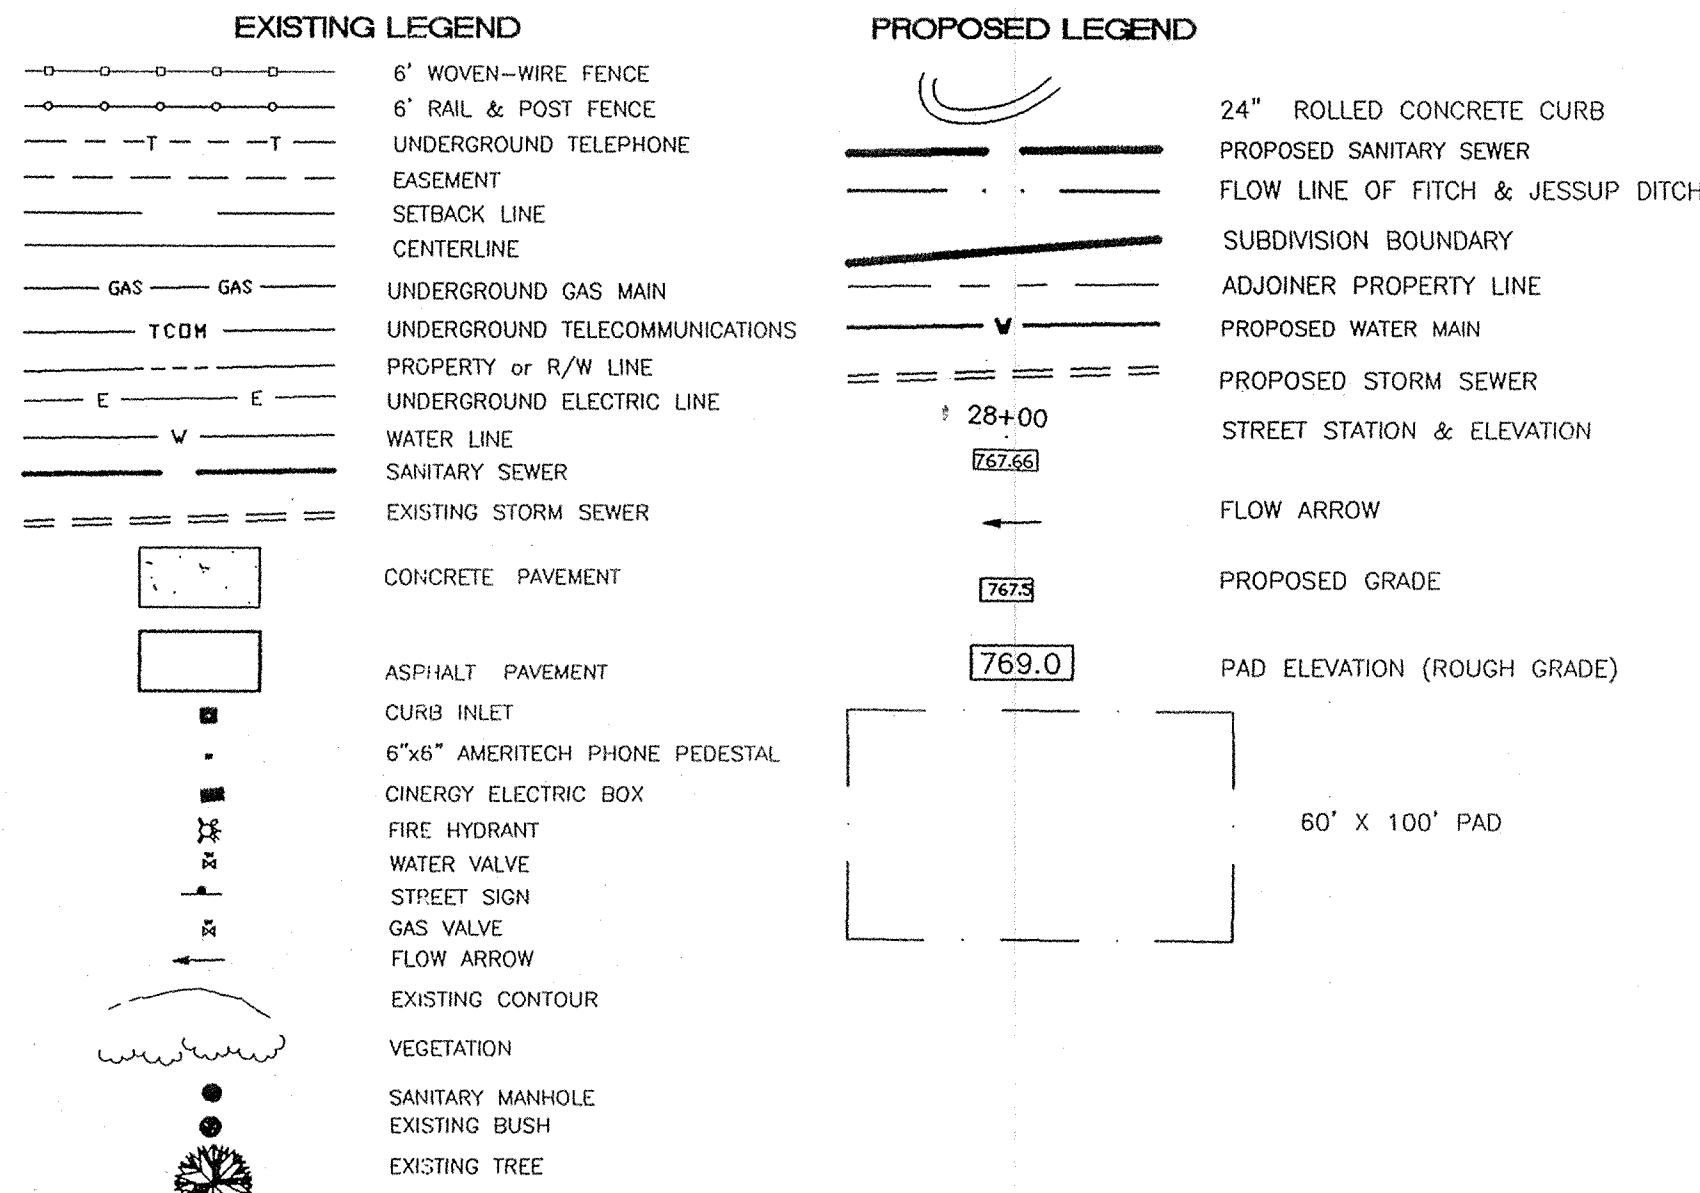 EXISTING LEGEND
6' WOVEN-WIRE FENCE
6' RAIL & POST FENCE
T T UNDERGROUND TELEPHONE
EASEMENT
SETBACK LINE
CENTERLINE
GAS GAS UNDERGROUND GAS MAIN
TCOM UNDERGROUND TELECOMMUNICATIONS
PROPERTY or R/W LINE
E E UNDERGROUND ELECTRIC LINE
W WATER LINE
SANITARY SEWER
EXISTING STORM SEWER
CONCRETE PAVEMENT
ASPHALT PAVEMENT
CURB INLET
6"x6" AMERITECH PHONE PEDESTAL
CINERGY ELECTRIC BOX
FIRE HYDRANT
WATER VALVE
STREET SIGN
GAS VALVE
FLOW ARROW
EXISTING CONTOUR
VEGETATION
SANITARY MANHOLE
EXISTING BUSH
EXISTING TREE
PROPOSED LEGEND
24" ROLLED CONCRETE CURB
PROPOSED SANITARY SEWER
FLOW LINE OF FITCH & JESSUP DITCH
SUBDIVISION BOUNDARY
ADJOINER PROPERTY LINE
W PROPOSED WATER MAIN
PROPOSED STORM SEWER
28+00 STREET STATION & ELEVATION
767.66
FLOW ARROW
767.5 PROPOSED GRADE
769.0 PAD ELEVATION (ROUGH GRADE)
60' X 100' PAD